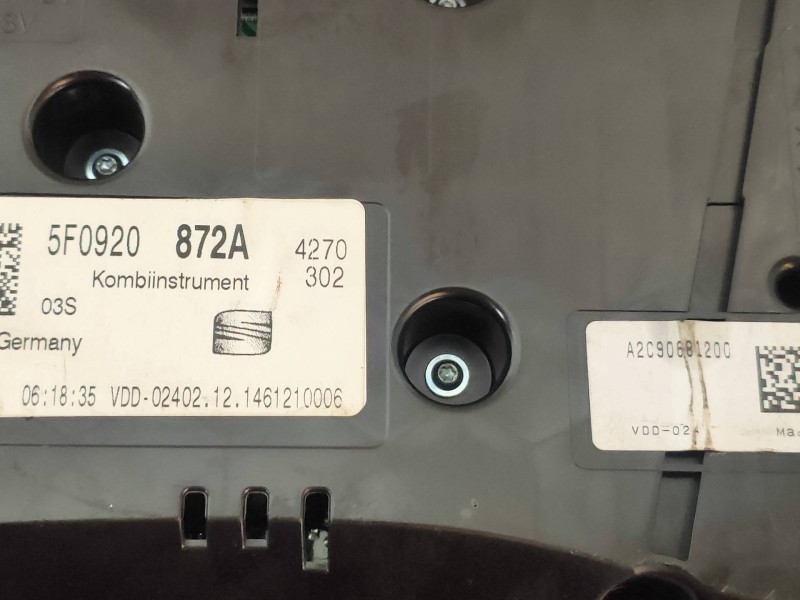 5F0920 872A 4270
Kombiinstrument 302
03S
Germany
06:18:35 VDD-02402.12.1461210006
A2C90681200
VDD-024